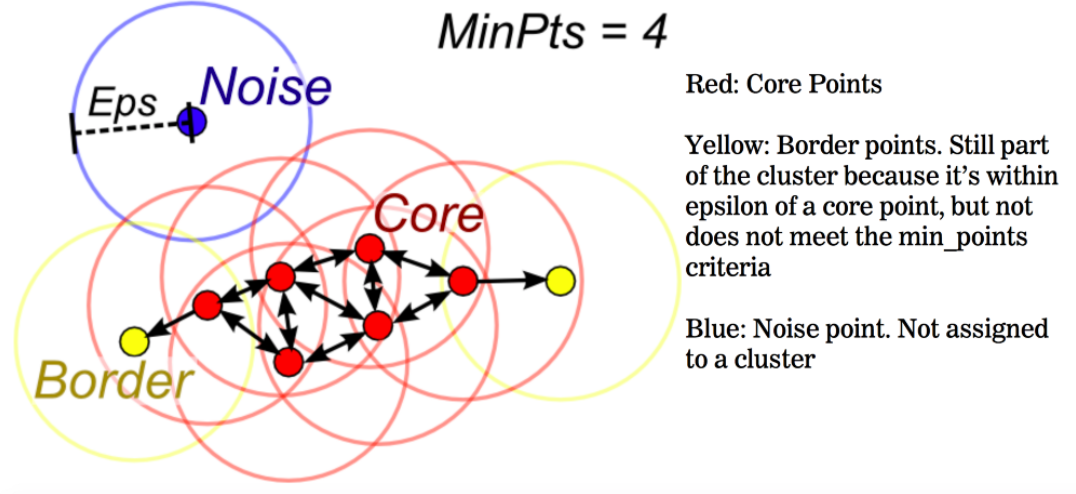 MinPts = 4
Noise
Eps
Core
Border
Red: Core Points
Yellow: Border points. Still part
of the cluster because it’s within
epsilon of a core point, but not
does not meet the min_points
criteria
Blue: Noise point. Not assigned
to a cluster